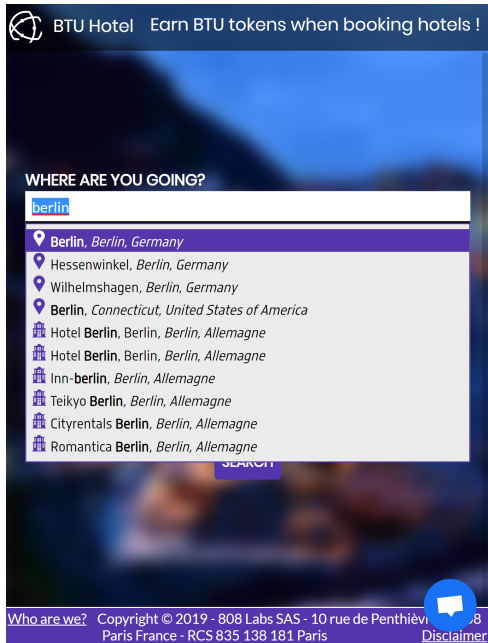 BTU Hotel Earn BTU tokens when booking hotels !
WHERE ARE YOU GOING?
berlin
Berlin, Berlin, Germany
Hessenwinkel, Berlin, Germany
Wilhelmshagen, Berlin, Germany
Berlin, Connecticut, United States of America
Hotel Berlin, Berlin, Berlin, Allemagne
Hotel Berlin, Berlin, Berlin, Allemagne
Inn-berlin, Berlin, Allemagne
Teikyo Berlin, Berlin, Allemagne
Cityrentals Berlin, Berlin, Allemagne
Romantica Berlin, Berlin, Allemagne
SEARCH
Who are we? Copyright © 2019 - 808 Labs SAS - 10 rue de
Paris France - RCS 835 138 181 Paris Disclaimer